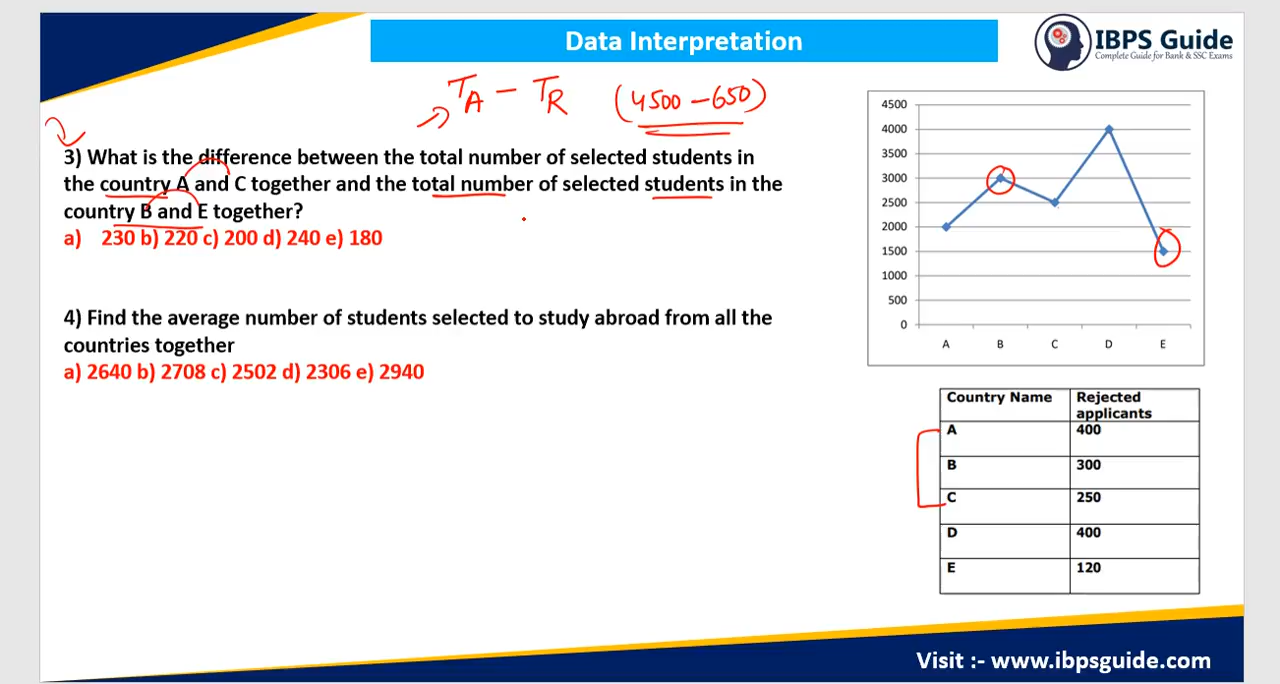 Data Interpretation
IBPS Guide
Complete Guide for Bank & SSC Exams
TA - TR (4500 - 650)
3) What is the difference between the total number of selected students in
the country A and C together and the total number of selected students in the
country B and E together?
a) 230 b) 220 c) 200 d) 240 e) 180
4) Find the average number of students selected to study abroad from all the
countries together
a) 2640 b) 2708 c) 2502 d) 2306 e) 2940
4500
4000
3500
3000
2500
2000
1500
1000
500
0
A B C D E
Country Name Rejected applicants
A 400
B 300
C 250
D 400
E 120
Visit :- www.ibpsguide.com